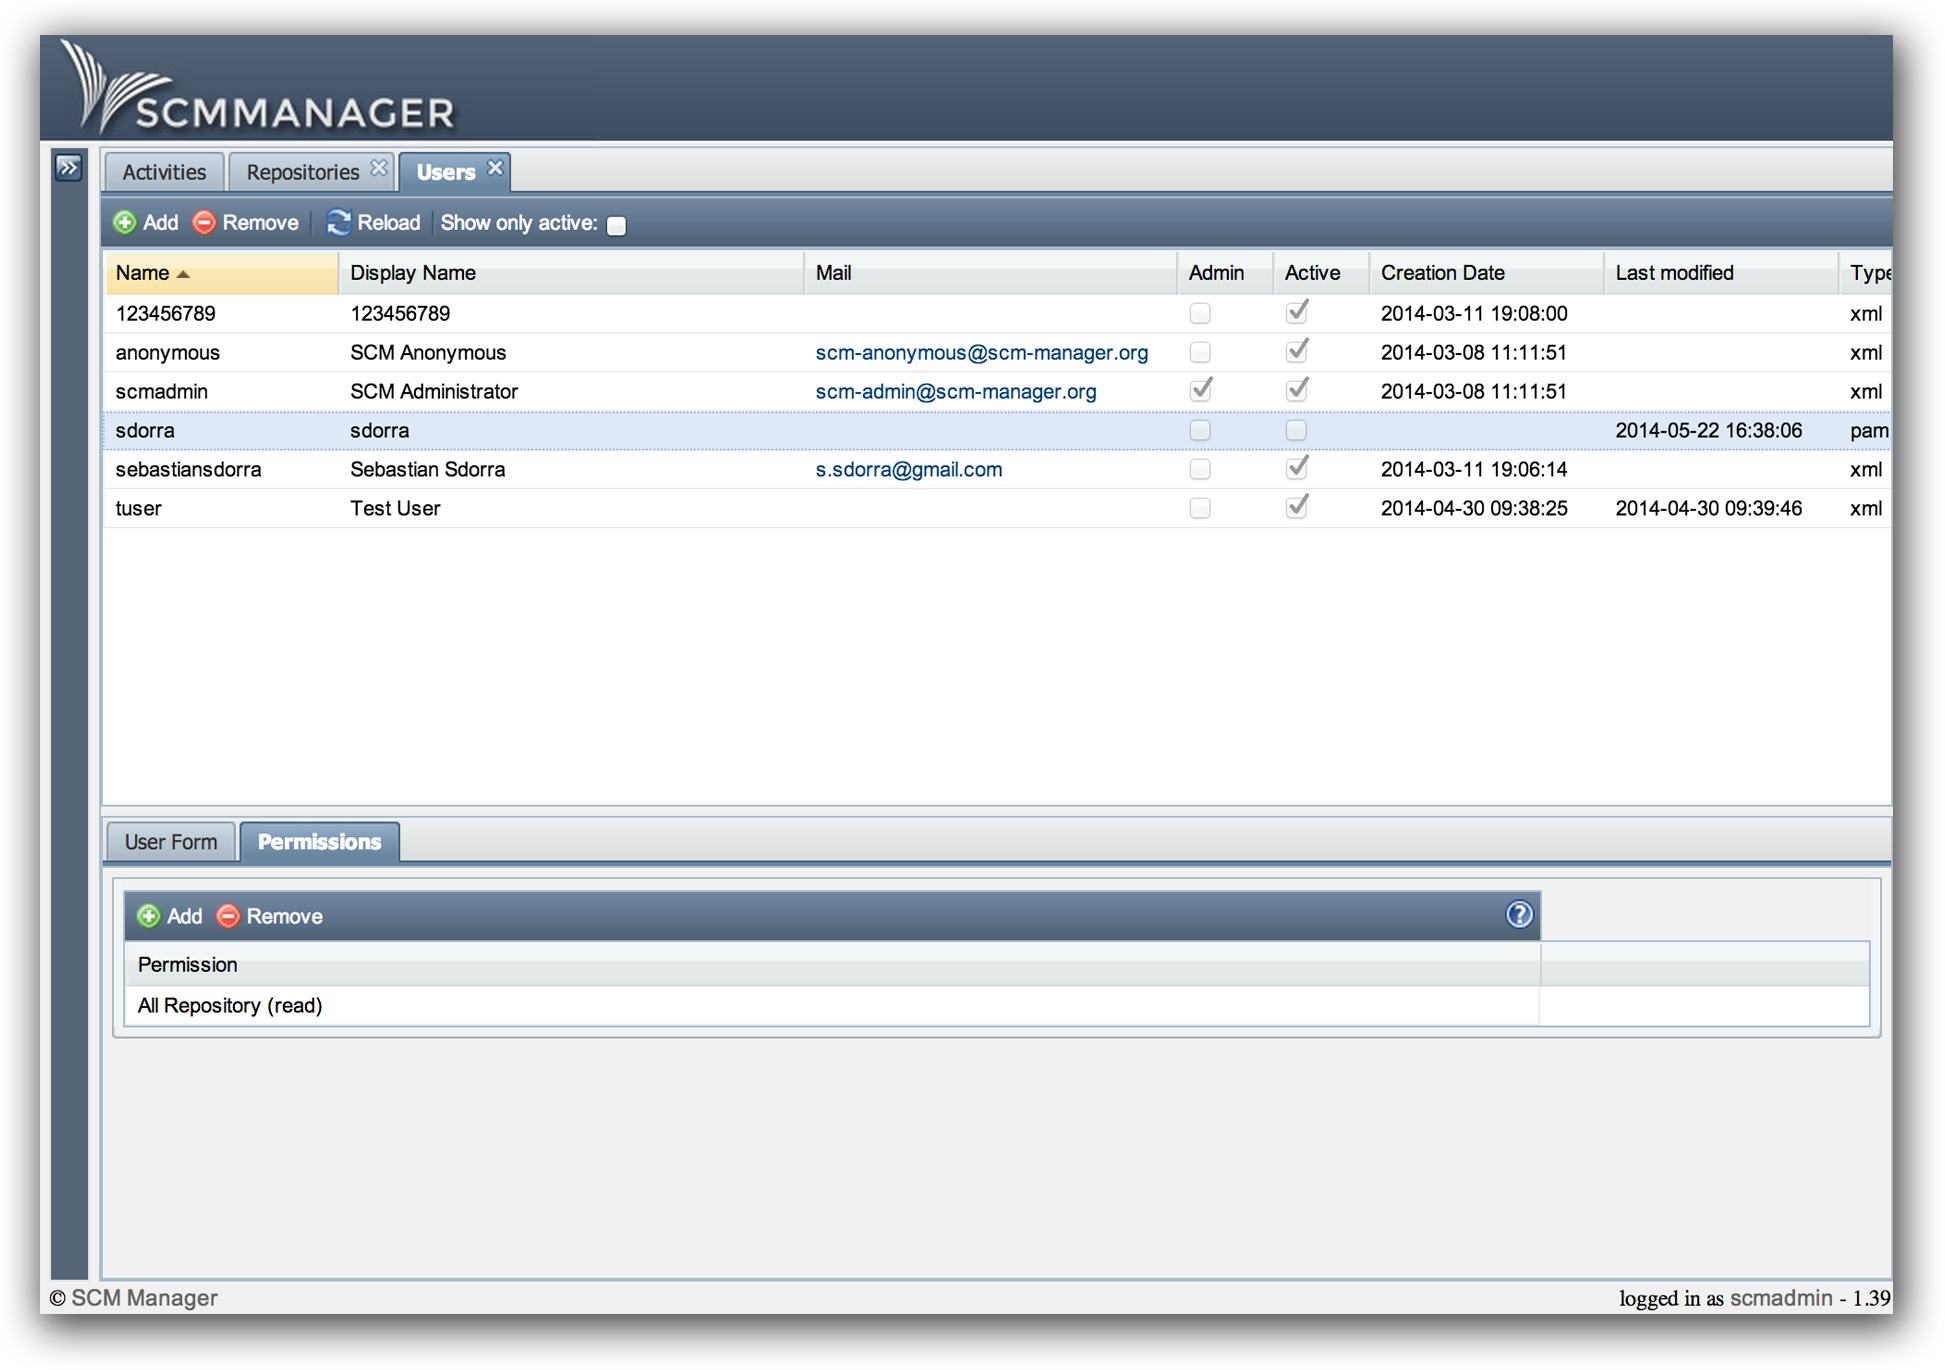 SCMMANAGER
Activities Repositories Users
Add Remove Reload Show only active:
Name Display Name Mail Admin Active Creation Date Last modified Type
123456789 123456789 2014-03-11 19:08:00 xml
anonymous SCM Anonymous scm-anonymous@scm-manager.org 2014-03-08 11:11:51 xml
scmadmin SCM Administrator scm-admin@scm-manager.org 2014-03-08 11:11:51 xml
sdorra sdorra 2014-05-22 16:38:06 pam
sebastiansdorra Sebastian Sdorra s.sdorra@gmail.com 2014-03-11 19:06:14 xml
tuser Test User 2014-04-30 09:38:25 2014-04-30 09:39:46 xml
User Form Permissions
Add Remove ?
Permission
All Repository (read)
© SCM Manager logged in as scmadmin - 1.39